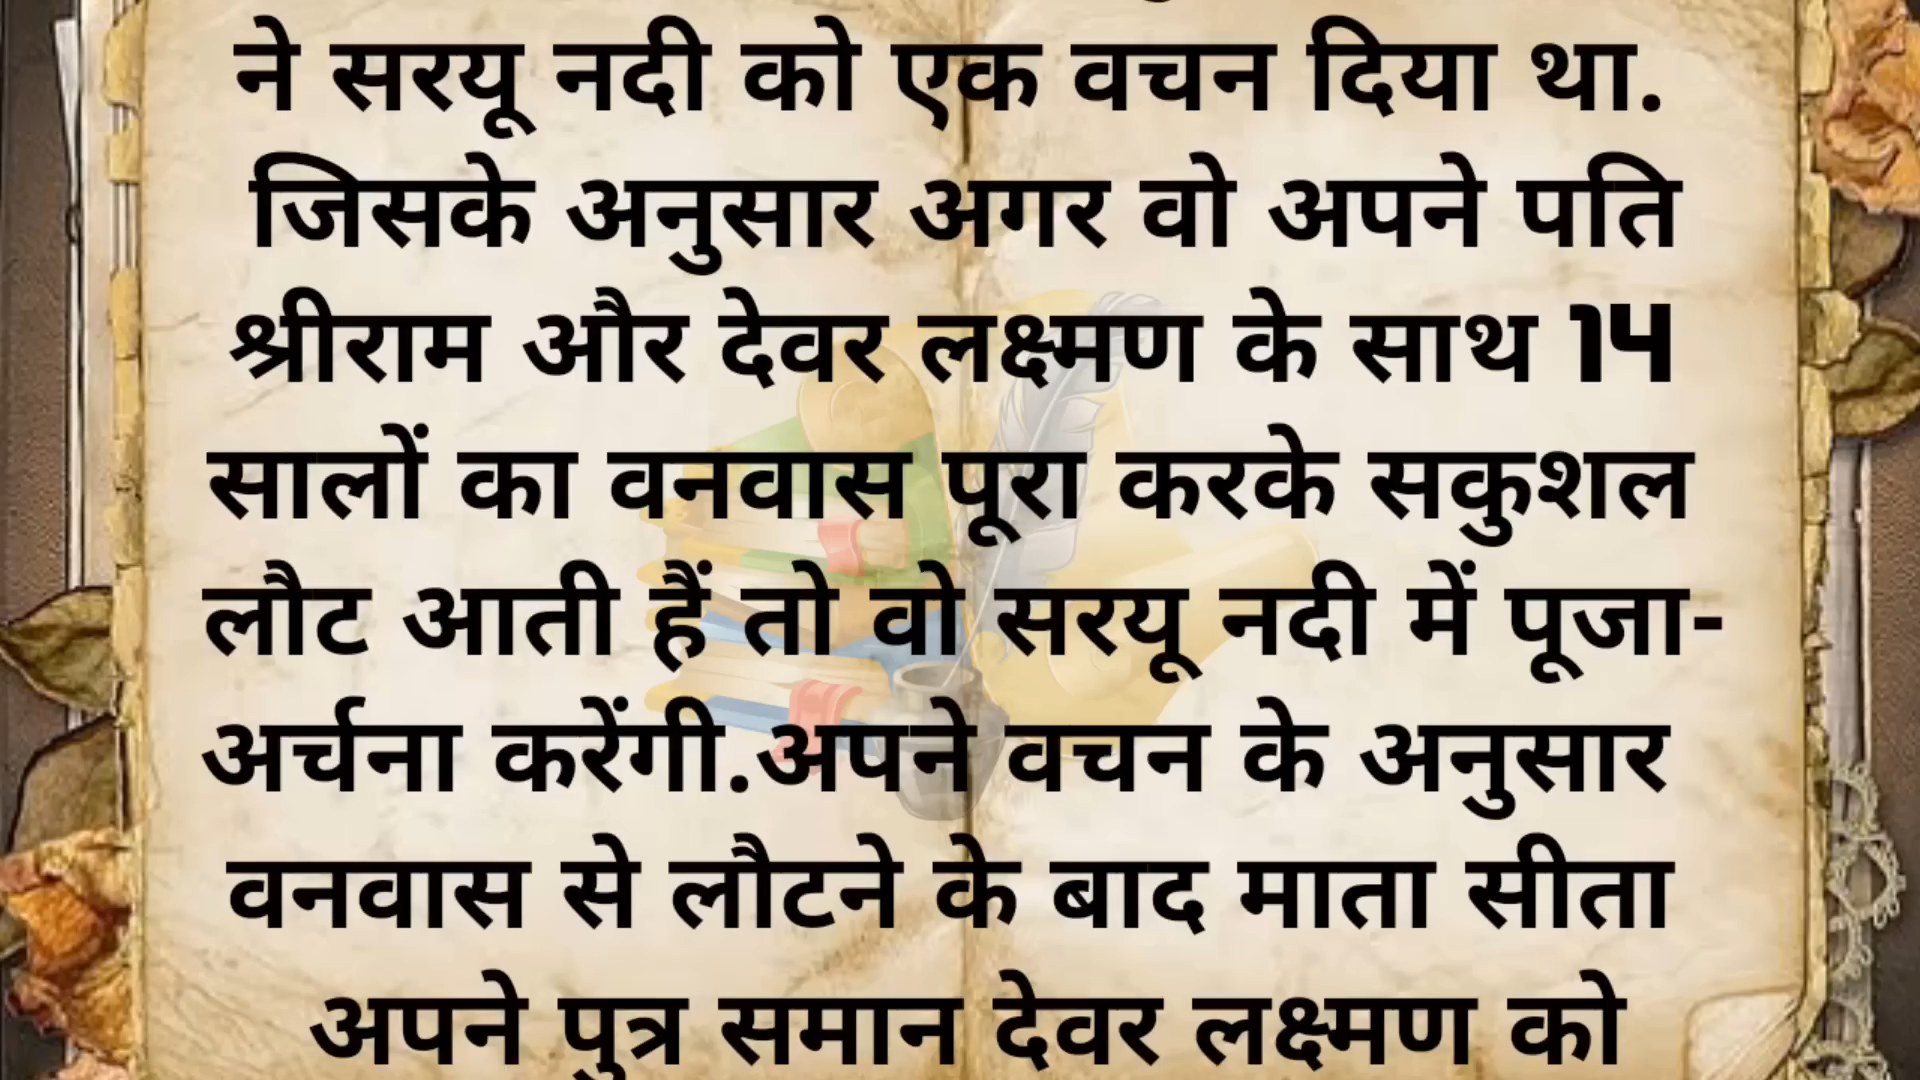 ने सरयू नदी को एक वचन दिया था.
जिसके अनुसार अगर वो अपने पति
श्रीराम और देवर लक्ष्मण के साथ 14
सालों का वनवास पूरा करके सकुशल
लौट आती हैं तो वो सरयू नदी में पूजा-
अर्चना करेंगी.अपने वचन के अनुसार
वनवास से लौटने के बाद माता सीता
अपने पुत्र समान देवर लक्ष्मण को